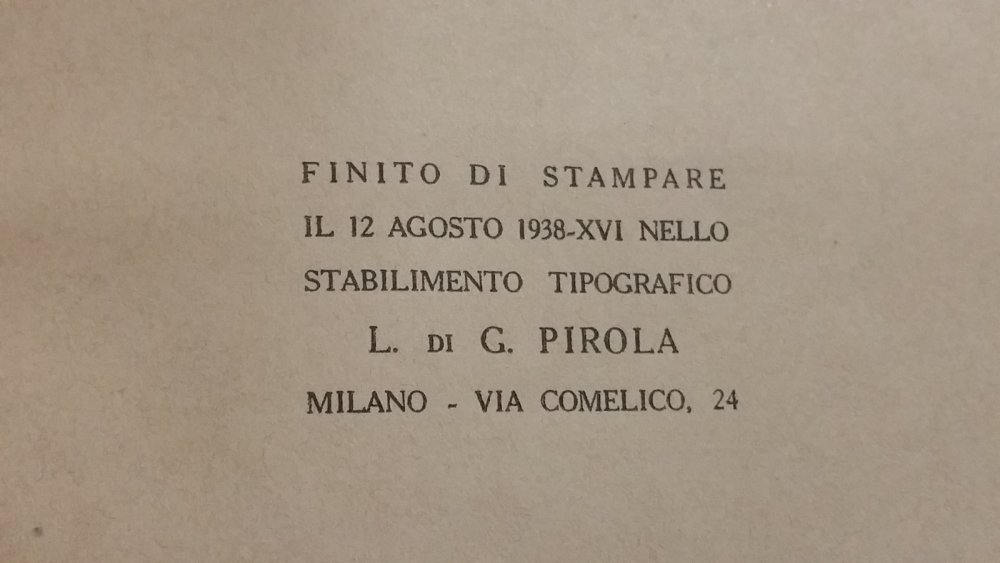 FINITO DI STAMPARE
IL 12 AGOSTO 1938-XVI NELLO
STABILIMENTO TIPOGRAFICO
L. DI G. PIROLA
MILANO - VIA COMELICO, 24